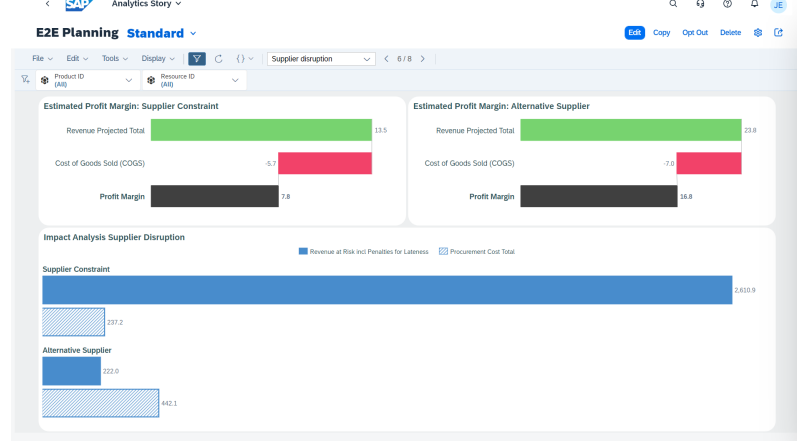 SAP Analytics Story
JE
E2E Planning Standard
Edit Copy Opt Out Delete
File Edit Tools Display { } Supplier disruption 6 / 8
Product ID
(All)
Resource ID
(All)
Estimated Profit Margin: Supplier Constraint
Revenue Projected Total 13.5
Cost of Goods Sold (COGS) -5.7
Profit Margin 7.8
Estimated Profit Margin: Alternative Supplier
Revenue Projected Total 23.8
Cost of Goods Sold (COGS) -7.0
Profit Margin 16.8
Impact Analysis Supplier Disruption
Revenue at Risk incl Penalties for Lateness Procurement Cost Total
Supplier Constraint
2,610.9
237.2
Alternative Supplier
222.0
442.1